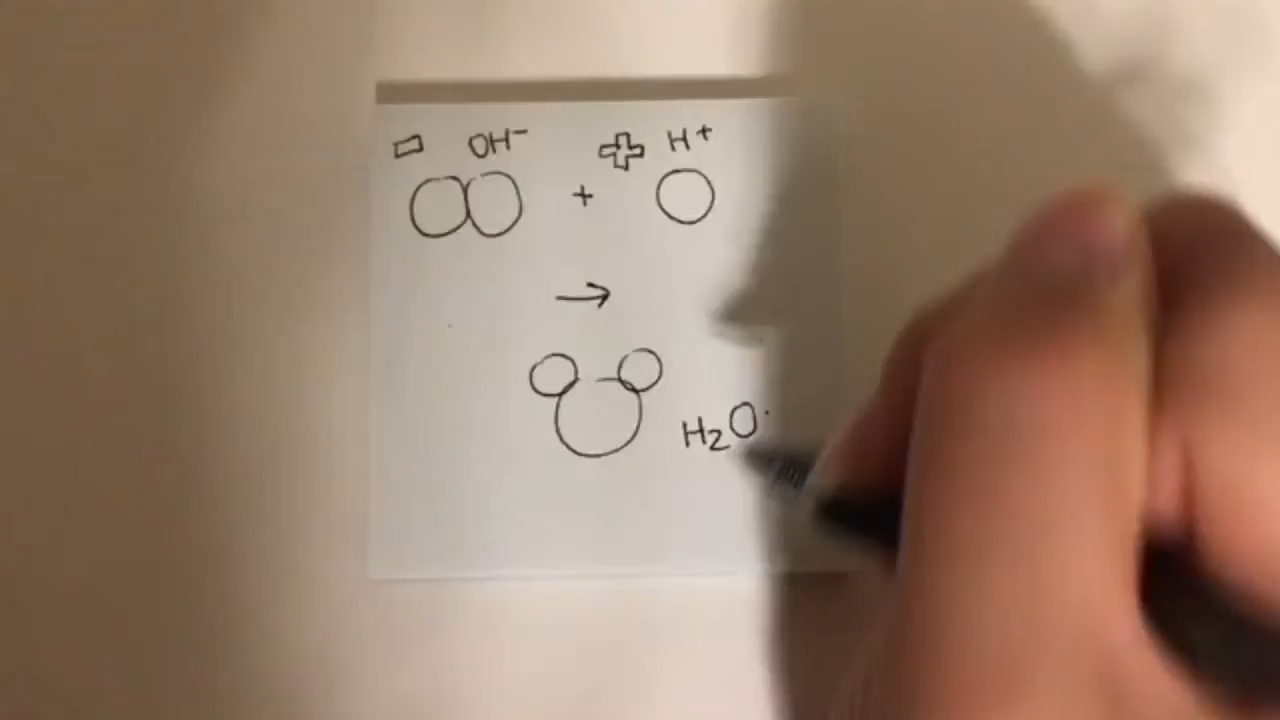 OH⁻ + H⁺
→
H₂O